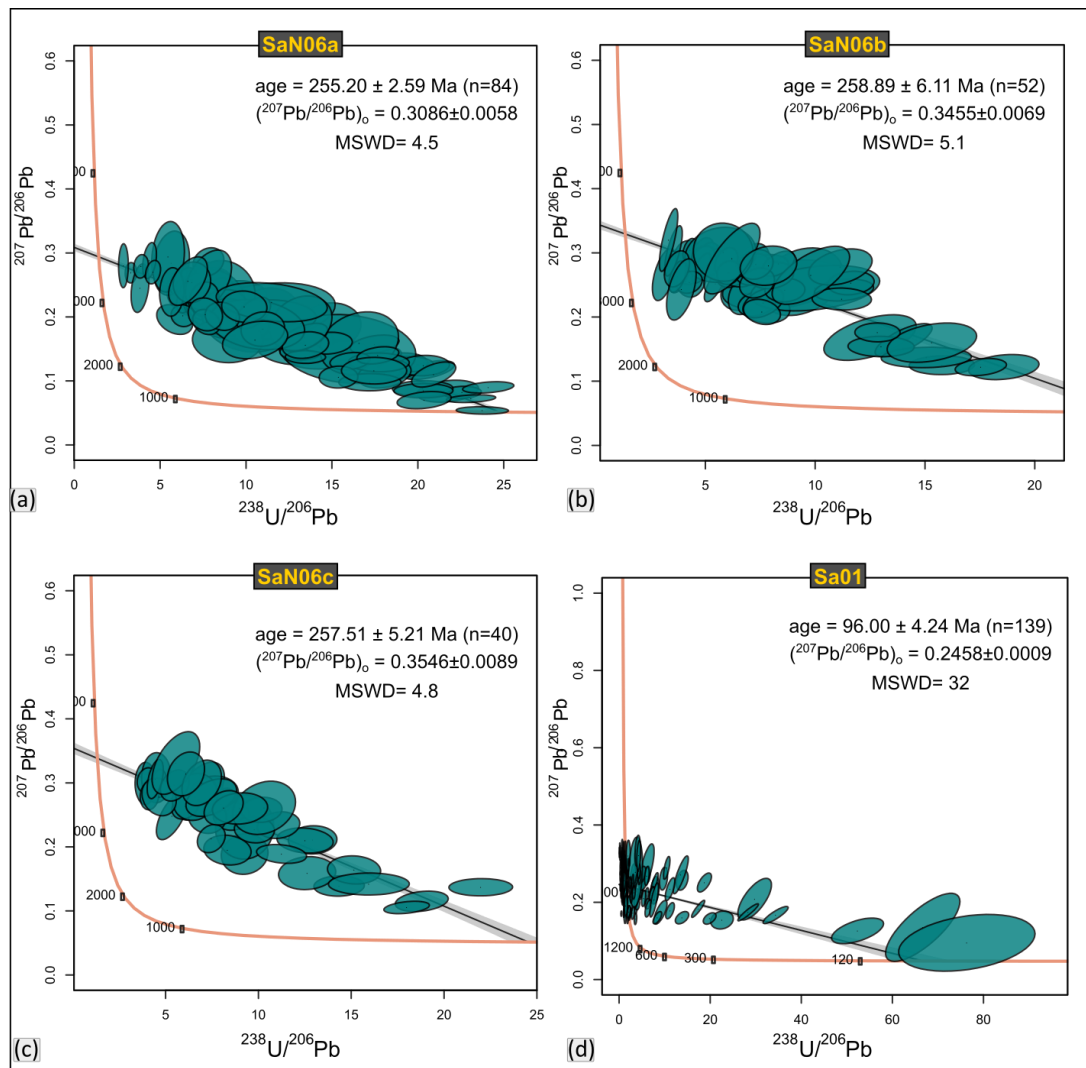 SaN06a
age = 255.20 ± 2.59 Ma (n=84)
(²⁰⁷Pb/²⁰⁶Pb)ₒ = 0.3086±0.0058
MSWD= 4.5
²⁰⁷Pb/²⁰⁶Pb
0.6
0.5
0.4
0.3
0.2
0.1
0.0
00
000
2000
1000
0 5 10 15 20 25
²³⁸U/²⁰⁶Pb
(a)
SaN06b
age = 258.89 ± 6.11 Ma (n=52)
(²⁰⁷Pb/²⁰⁶Pb)ₒ = 0.3455±0.0069
MSWD= 5.1
²⁰⁷Pb/²⁰⁶Pb
0.6
0.5
0.4
0.3
0.2
0.1
0.0
00
000
2000
1000
5 10 15 20
²³⁸U/²⁰⁶Pb
(b)
SaN06c
age = 257.51 ± 5.21 Ma (n=40)
(²⁰⁷Pb/²⁰⁶Pb)ₒ = 0.3546±0.0089
MSWD= 4.8
²⁰⁷Pb/²⁰⁶Pb
0.6
0.5
0.4
0.3
0.2
0.1
0.0
00
000
2000
1000
5 10 15 20 25
²³⁸U/²⁰⁶Pb
(c)
Sa01
age = 96.00 ± 4.24 Ma (n=139)
(²⁰⁷Pb/²⁰⁶Pb)ₒ = 0.2458±0.0009
MSWD= 32
²⁰⁷Pb/²⁰⁶Pb
1.0
0.8
0.6
0.4
0.2
0.0
00
1200
600
300
120
0 20 40 60 80
²³⁸U/²⁰⁶Pb
(d)